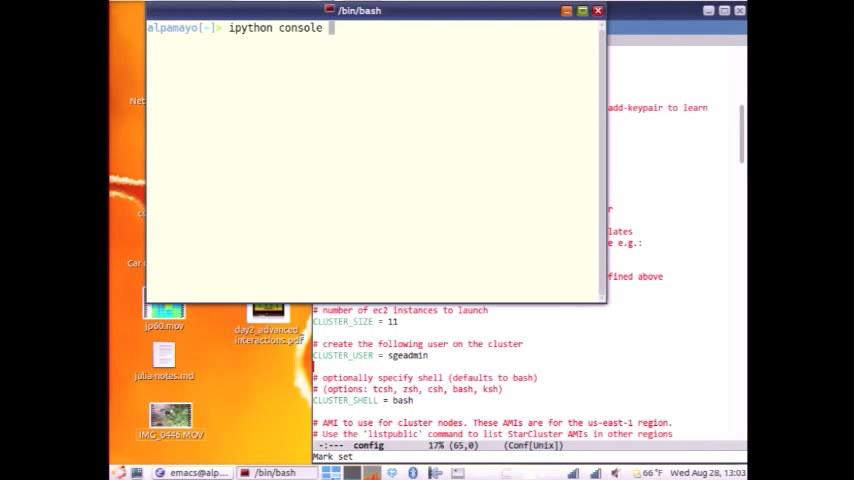 /bin/bash
alpamayo[~]> ipython console
Net
add-keypair to learn
lates
e e.g.:
Car
fined above
# number of ec2 instances to launch
CLUSTER_SIZE = 11
jp60.mov
day2_advanced
interactions.pdf
# create the following user on the cluster
CLUSTER_USER = sgeadmin
julia-notes.md
# optionally specify shell (defaults to bash)
# (options: tcsh, zsh, csh, bash, ksh)
CLUSTER_SHELL = bash
# AMI to use for cluster nodes. These AMIs are for the us-east-1 region.
# Use the 'listpublic' command to list StarCluster AMIs in other regions
IMG_0446.MOV
-:--- config 17% (65,0) (Conf[Unix])
Mark set
emacs@alp... /bin/bash 66 °F Wed Aug 28, 13:03